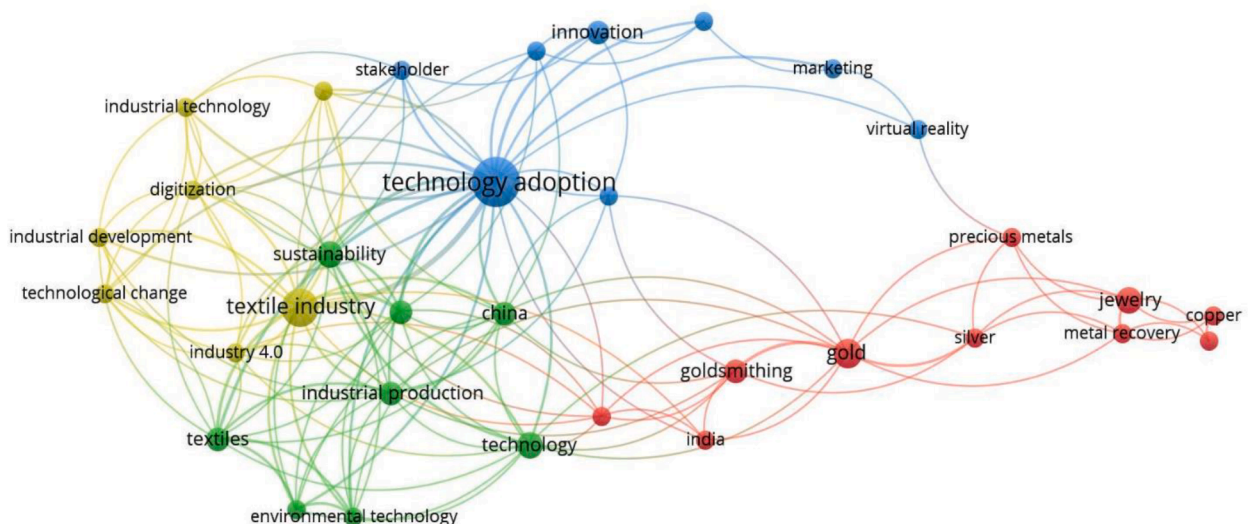 innovation
stakeholder
marketing
industrial technology
virtual reality
technology adoption
digitization
industrial development
precious metals
sustainability
technological change
textile industry
china
jewelry
copper
silver
metal recovery
industry 4.0
gold
goldsmithing
industrial production
textiles
technology
india
environmental technology